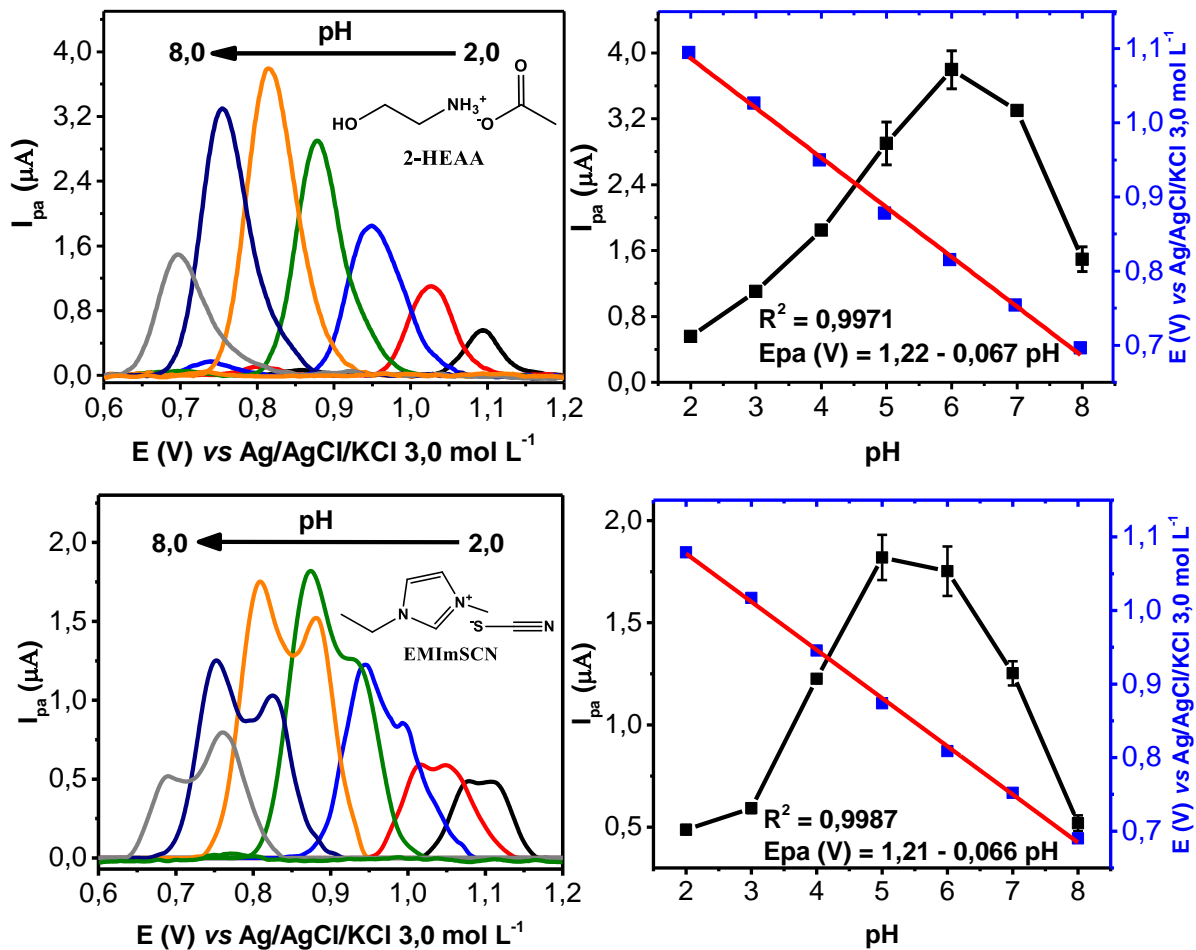 pH
8,0 2,0
4,0
3,2
2,4
1,6
0,8
0,0
I_pa (μA)
HO NH₃⁺ ⁻O O
2-HEAA
0,6 0,7 0,8 0,9 1,0 1,1 1,2
E (V) vs Ag/AgCl/KCl 3,0 mol L⁻¹
4,0
3,2
2,4
1,6
0,8
0,0
I_pa (μA)
R² = 0,9971
Epa (V) = 1,22 - 0,067 pH
2 3 4 5 6 7 8
pH
1,1
1,0
0,9
0,8
0,7
E (V) vs Ag/AgCl/KCl 3,0 mol L⁻¹
pH
8,0 2,0
2,0
1,5
1,0
0,5
0,0
I_pa (μA)
N N⁺ ⁻S N
EMImSCN
0,6 0,7 0,8 0,9 1,0 1,1 1,2
E (V) vs Ag/AgCl/KCl 3,0 mol L⁻¹
2,0
1,5
1,0
0,5
I_pa (μA)
R² = 0,9987
Epa (V) = 1,21 - 0,066 pH
2 3 4 5 6 7 8
pH
1,1
1,0
0,9
0,8
0,7
E (V) vs Ag/AgCl/KCl 3,0 mol L⁻¹